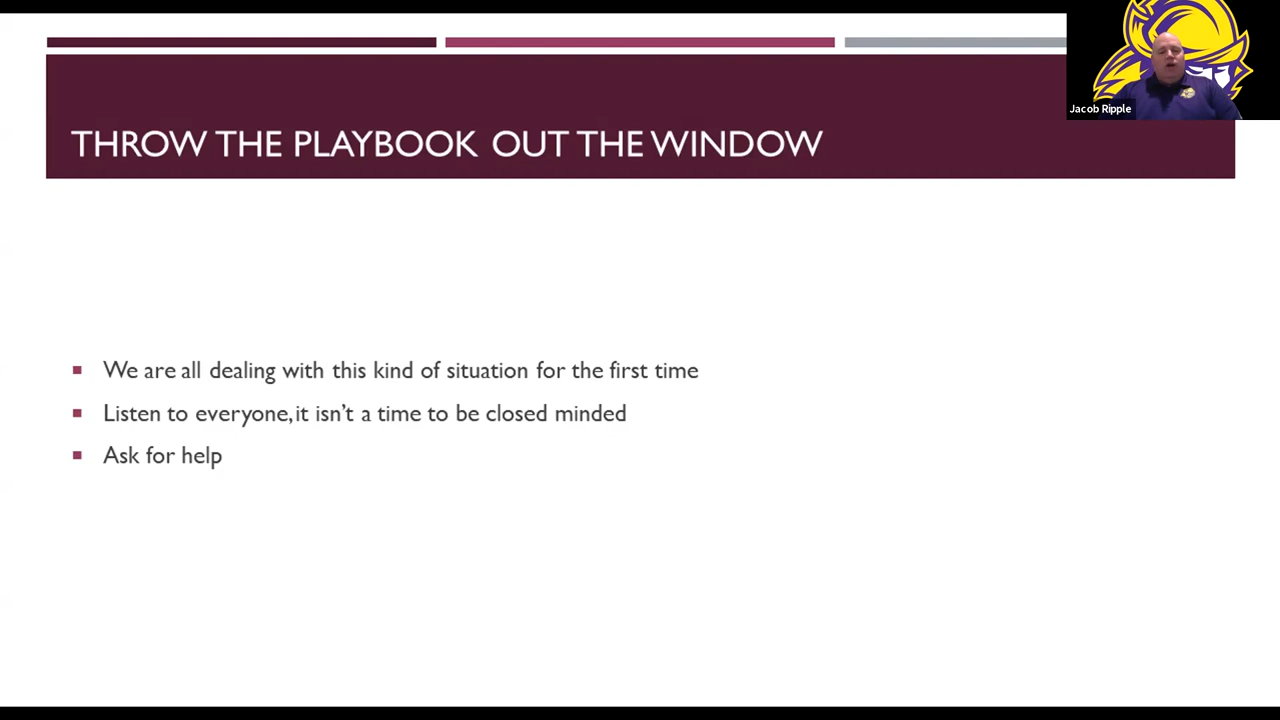 THROW THE PLAYBOOK OUT THE WINDOW
Jacob Ripple
We are all dealing with this kind of situation for the first time
Listen to everyone, it isn't a time to be closed minded
Ask for help